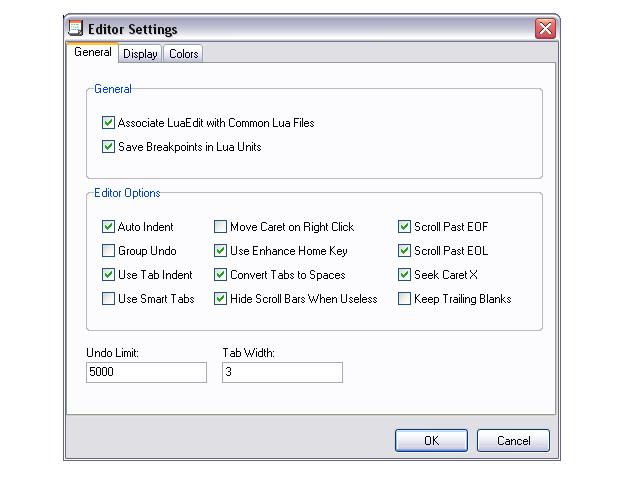 Editor Settings
General Display Colors
General
Associate LuaEdit with Common Lua Files
Save Breakpoints in Lua Units
Editor Options
Auto Indent Move Caret on Right Click Scroll Past EOF
Group Undo Use Enhance Home Key Scroll Past EOL
Use Tab Indent Convert Tabs to Spaces Seek Caret X
Use Smart Tabs Hide Scroll Bars When Useless Keep Trailing Blanks
Undo Limit: Tab Width:
5000 3
OK Cancel